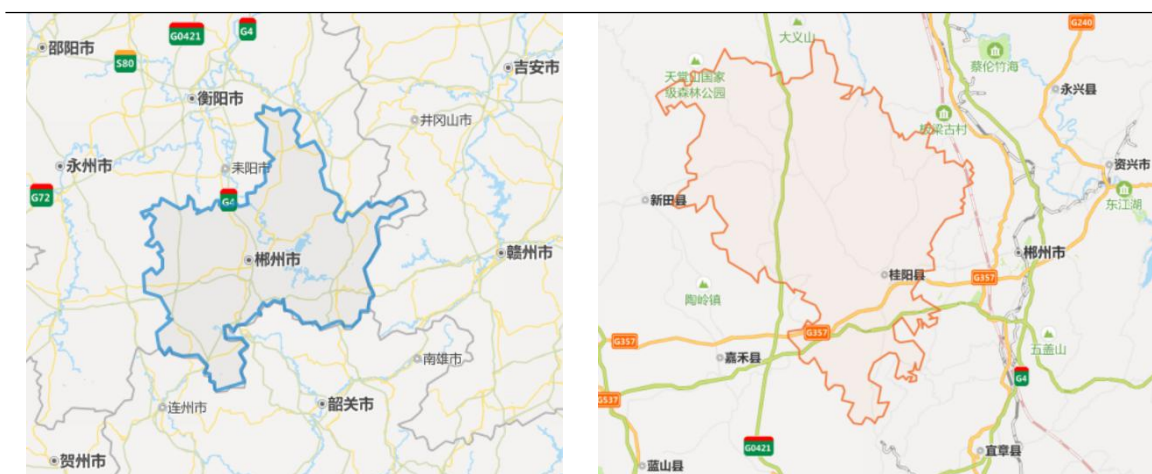 邵阳市
S80
G0421
G4
吉安市
衡阳市
井冈山市
永州市
耒阳市
G72
G4
郴州市
赣州市
南雄市
连州市
韶关市
贺州市
大义山
G240
天堂山国家
级森林公园
蔡伦竹海
永兴县
板梁古村
资兴市
新田县
东江湖
郴州市
桂阳县
G357
陶岭镇
G357
G357
嘉禾县
五盖山
G4
G537
G0421
宜章县
蓝山县